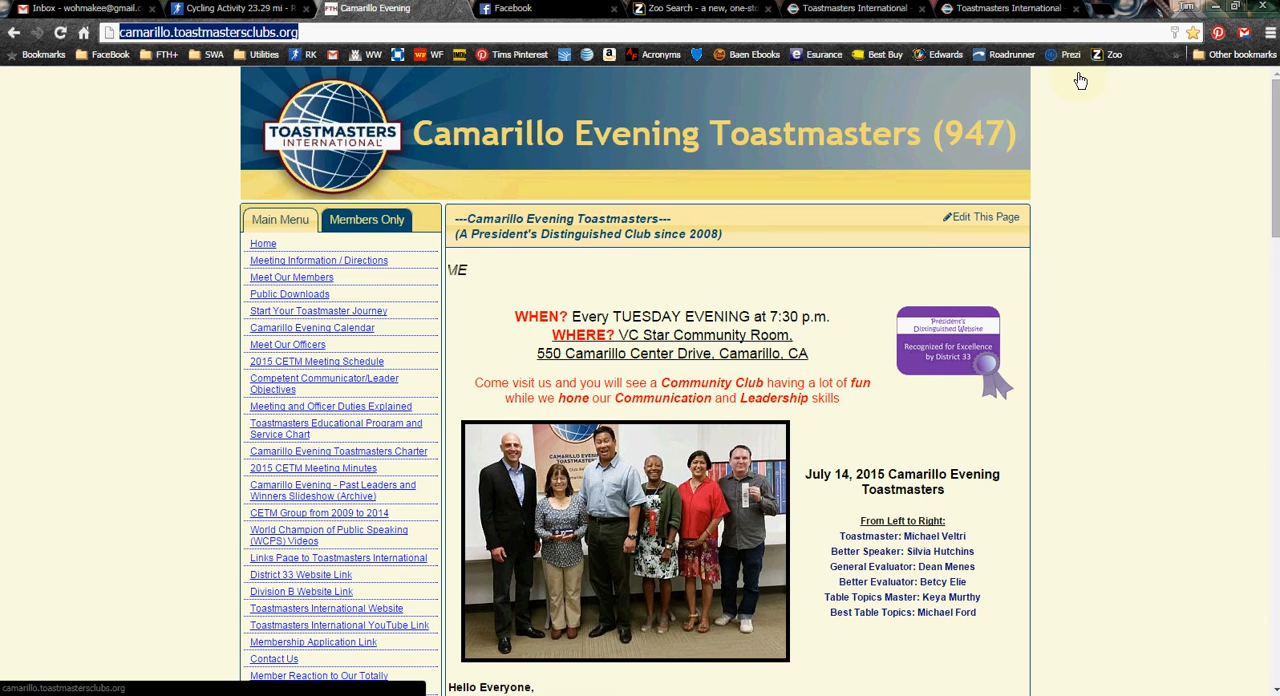 Inbox - wohmakee@gmail.c
Cycling Activity 23.29 mi - R
Camarillo Evening
Facebook
Zoo Search - a new, one-st
Toastmasters International
Toastmasters International
Tim
camarillo.toastmastersclubs.org
Bookmarks FaceBook FTH+ SWA Utilities RK WW WF Tims Pinterest Acronyms Baen Ebooks Esurance Best Buy Edwards Roadrunner Prezi Zoo » Other bookmarks
TOASTMASTERS
INTERNATIONAL
Camarillo Evening Toastmasters (947)
Main Menu
Members Only
Home
Meeting Information / Directions
Meet Our Members
Public Downloads
Start Your Toastmaster Journey
Camarillo Evening Calendar
Meet Our Officers
2015 CETM Meeting Schedule
Competent Communicator/Leader
Objectives
Meeting and Officer Duties Explained
Toastmasters Educational Program and
Service Chart
Camarillo Evening Toastmasters Charter
2015 CETM Meeting Minutes
Camarillo Evening - Past Leaders and
Winners Slideshow (Archive)
CETM Group from 2009 to 2014
World Champion of Public Speaking
(WCPS) Videos
Links Page to Toastmasters International
District 33 Website Link
Division B Website Link
Toastmasters International Website
Toastmasters International YouTube Link
Membership Application Link
Contact Us
Member Reaction to Our Totally
---Camarillo Evening Toastmasters---
(A President's Distinguished Club since 2008)
Edit This Page
ME
WHEN? Every TUESDAY EVENING at 7:30 p.m.
WHERE? VC Star Community Room.
550 Camarillo Center Drive, Camarillo, CA
President's
Distinguished Website
Recognized for Excellence
by District 33
Come visit us and you will see a Community Club having a lot of fun
while we hone our Communication and Leadership skills
CAMARILLO EVENING
TOASTMASTERS
July 14, 2015 Camarillo Evening
Toastmasters
From Left to Right:
Toastmaster: Michael Veltri
Better Speaker: Silvia Hutchins
General Evaluator: Dean Menes
Better Evaluator: Betcy Elie
Table Topics Master: Keya Murthy
Best Table Topics: Michael Ford
Hello Everyone,
camarillo.toastmastersclubs.org